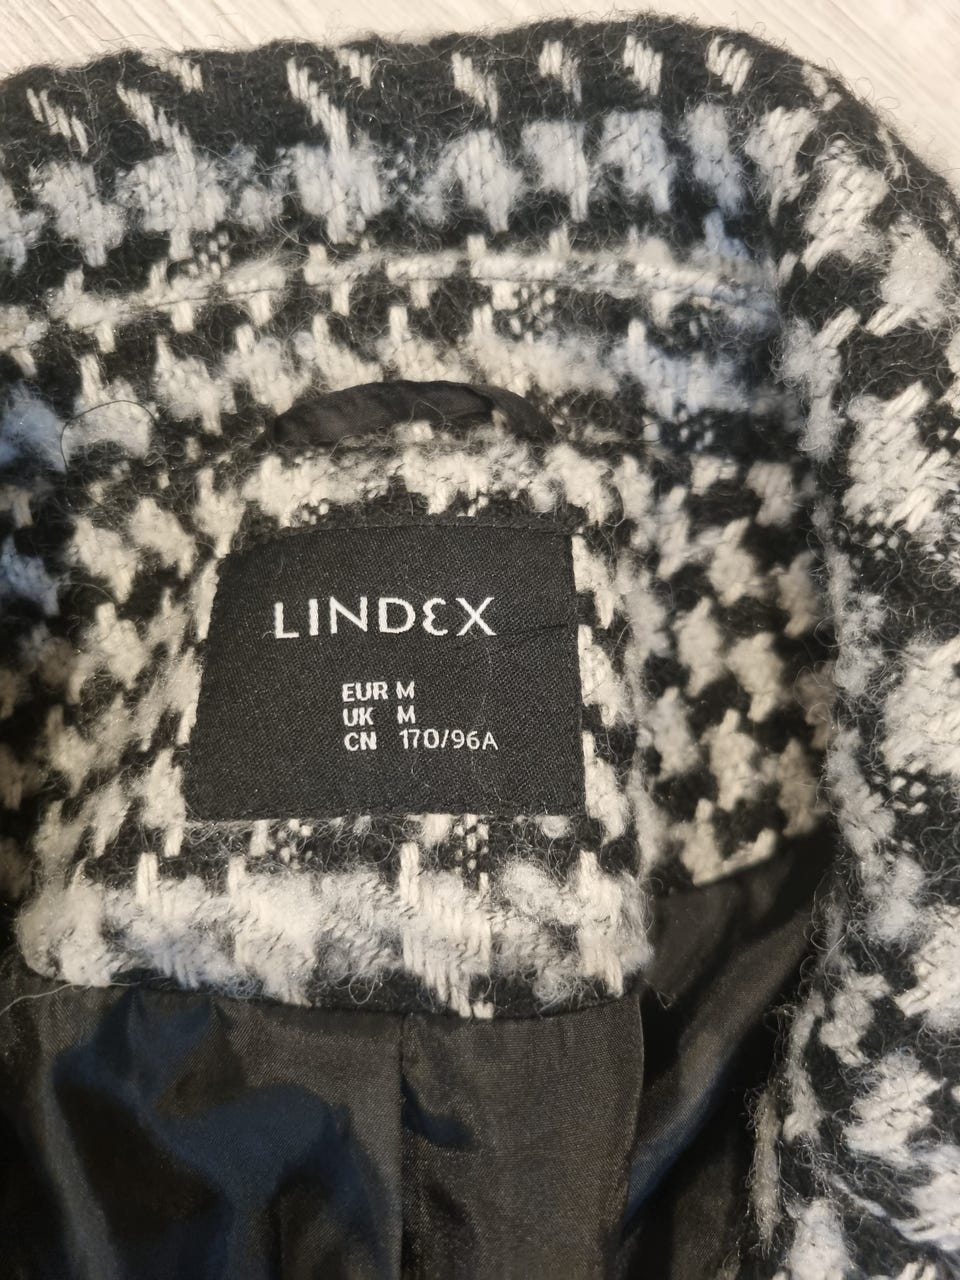 LINDEX
EUR M
UK M
CN 170/96A